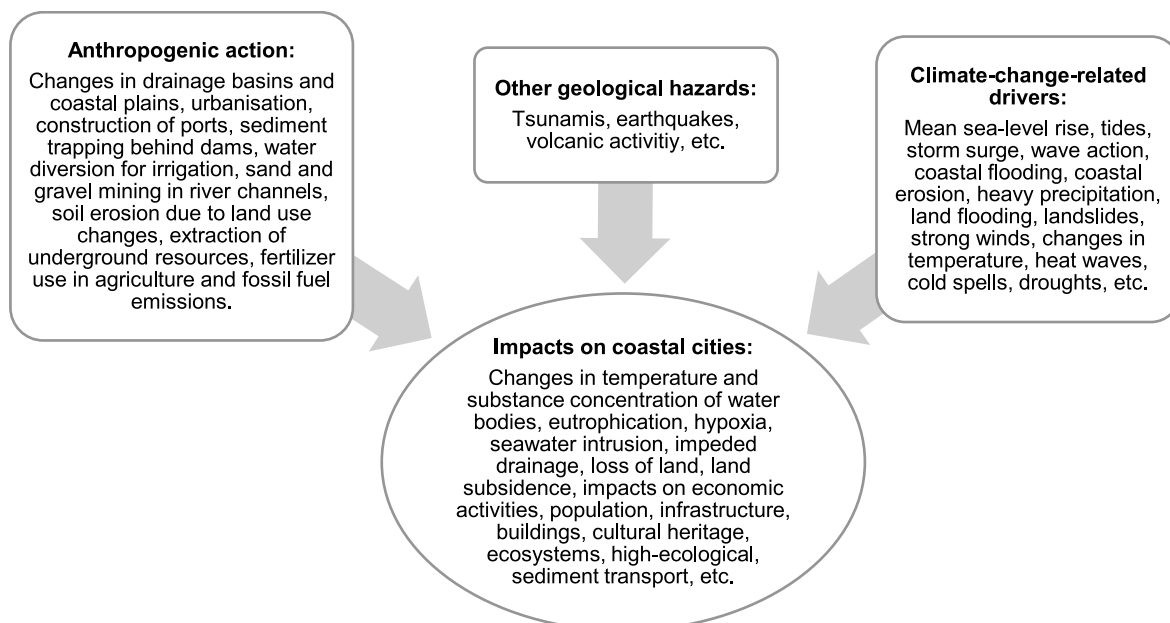 Anthropogenic action:
Changes in drainage basins and
coastal plains, urbanisation,
construction of ports, sediment
trapping behind dams, water
diversion for irrigation, sand and
gravel mining in river channels,
soil erosion due to land use
changes, extraction of
underground resources, fertilizer
use in agriculture and fossil fuel
emissions.
Other geological hazards:
Tsunamis, earthquakes,
volcanic activitiy, etc.
Climate-change-related
drivers:
Mean sea-level rise, tides,
storm surge, wave action,
coastal flooding, coastal
erosion, heavy precipitation,
land flooding, landslides,
strong winds, changes in
temperature, heat waves,
cold spells, droughts, etc.
Impacts on coastal cities:
Changes in temperature and
substance concentration of water
bodies, eutrophication, hypoxia,
seawater intrusion, impeded
drainage, loss of land, land
subsidence, impacts on economic
activities, population, infrastructure,
buildings, cultural heritage,
ecosystems, high-ecological,
sediment transport, etc.